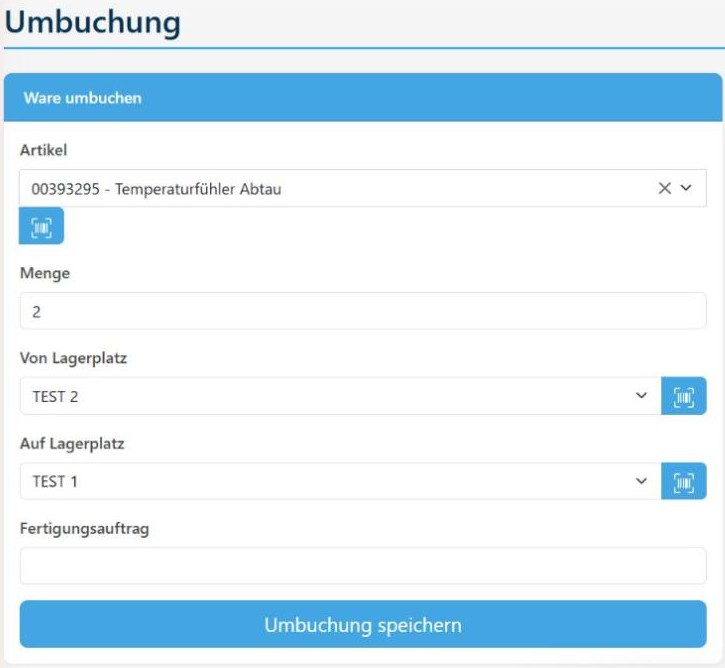 Umbuchung
Ware umbuchen
Artikel
00393295 - Temperaturfühler Abtau
Menge
2
Von Lagerplatz
TEST 2
Auf Lagerplatz
TEST 1
Fertigungsauftrag
Umbuchung speichern